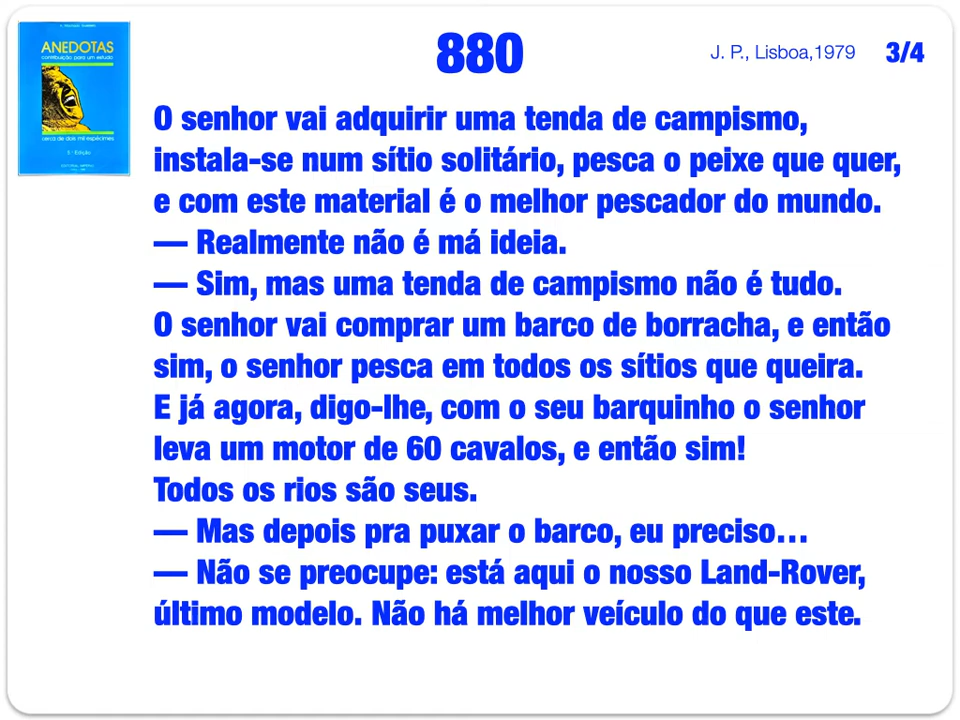 ANEDOTAS
contribuição para um estudo
cerca de dois mil espécimes
5.ª Edição
EDITORIAL IMPÉRIO
880
J. P., Lisboa,1979
3/4
O senhor vai adquirir uma tenda de campismo,
instala-se num sítio solitário, pesca o peixe que quer,
e com este material é o melhor pescador do mundo.
— Realmente não é má ideia.
— Sim, mas uma tenda de campismo não é tudo.
O senhor vai comprar um barco de borracha, e então
sim, o senhor pesca em todos os sítios que queira.
E já agora, digo-lhe, com o seu barquinho o senhor
leva um motor de 60 cavalos, e então sim!
Todos os rios são seus.
— Mas depois pra puxar o barco, eu preciso…
— Não se preocupe: está aqui o nosso Land-Rover,
último modelo. Não há melhor veículo do que este.